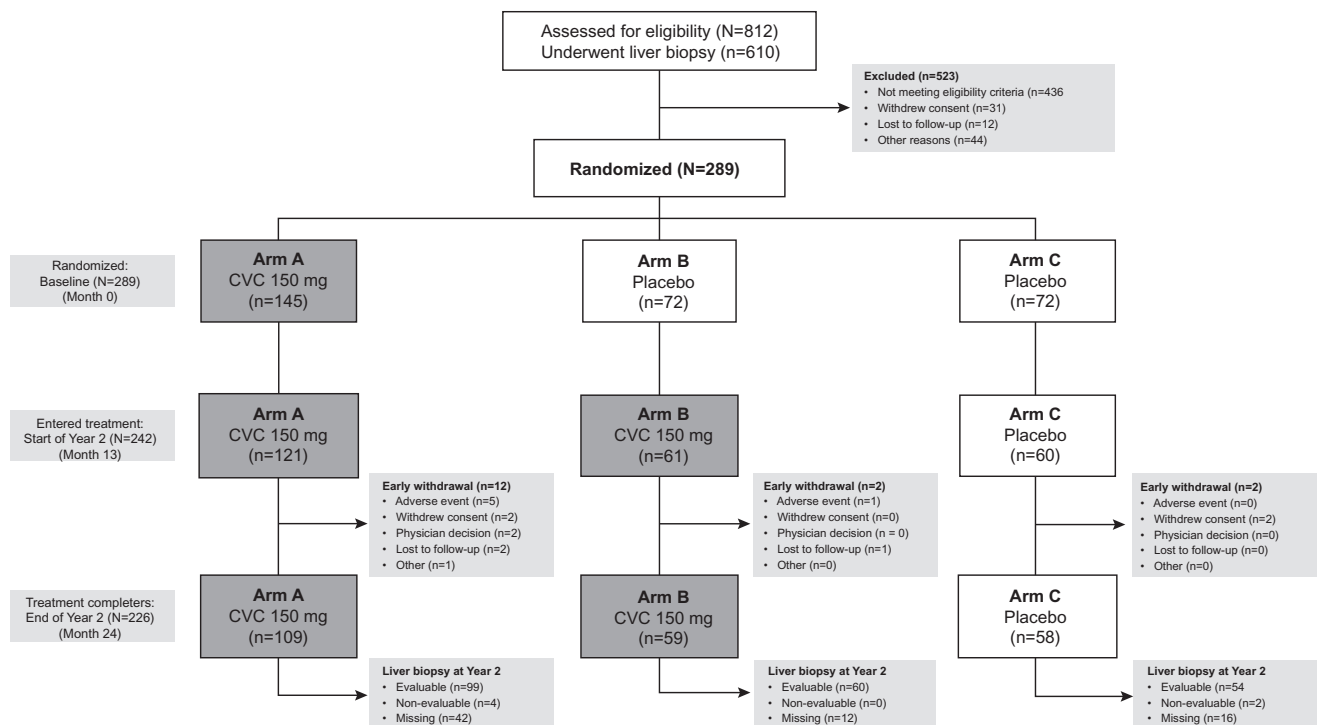 Assessed for eligibility (N=812)
Underwent liver biopsy (n=610)
Excluded (n=523)
• Not meeting eligibility criteria (n=436
• Withdrew consent (n=31)
• Lost to follow-up (n=12)
• Other reasons (n=44)
Randomized (N=289)
Randomized:
Baseline (N=289)
(Month 0)
Arm A
CVC 150 mg
(n=145)
Arm B
Placebo
(n=72)
Arm C
Placebo
(n=72)
Entered treatment:
Start of Year 2 (N=242)
(Month 13)
Arm A
CVC 150 mg
(n=121)
Arm B
CVC 150 mg
(n=61)
Arm C
Placebo
(n=60)
Early withdrawal (n=12)
• Adverse event (n=5)
• Withdrew consent (n=2)
• Physician decision (n=2)
• Lost to follow-up (n=2)
• Other (n=1)
Early withdrawal (n=2)
• Adverse event (n=1)
• Withdrew consent (n=0)
• Physician decision (n = 0)
• Lost to follow-up (n=1)
• Other (n=0)
Early withdrawal (n=2)
• Adverse event (n=0)
• Withdrew consent (n=2)
• Physician decision (n=0)
• Lost to follow-up (n=0)
• Other (n=0)
Treatment completers:
End of Year 2 (N=226)
(Month 24)
Arm A
CVC 150 mg
(n=109)
Arm B
CVC 150 mg
(n=59)
Arm C
Placebo
(n=58)
Liver biopsy at Year 2
• Evaluable (n=99)
• Non-evaluable (n=4)
• Missing (n=42)
Liver biopsy at Year 2
• Evaluable (n=60)
• Non-evaluable (n=0)
• Missing (n=12)
Liver biopsy at Year 2
• Evaluable (n=54
• Non-evaluable (n=2)
• Missing (n=16)